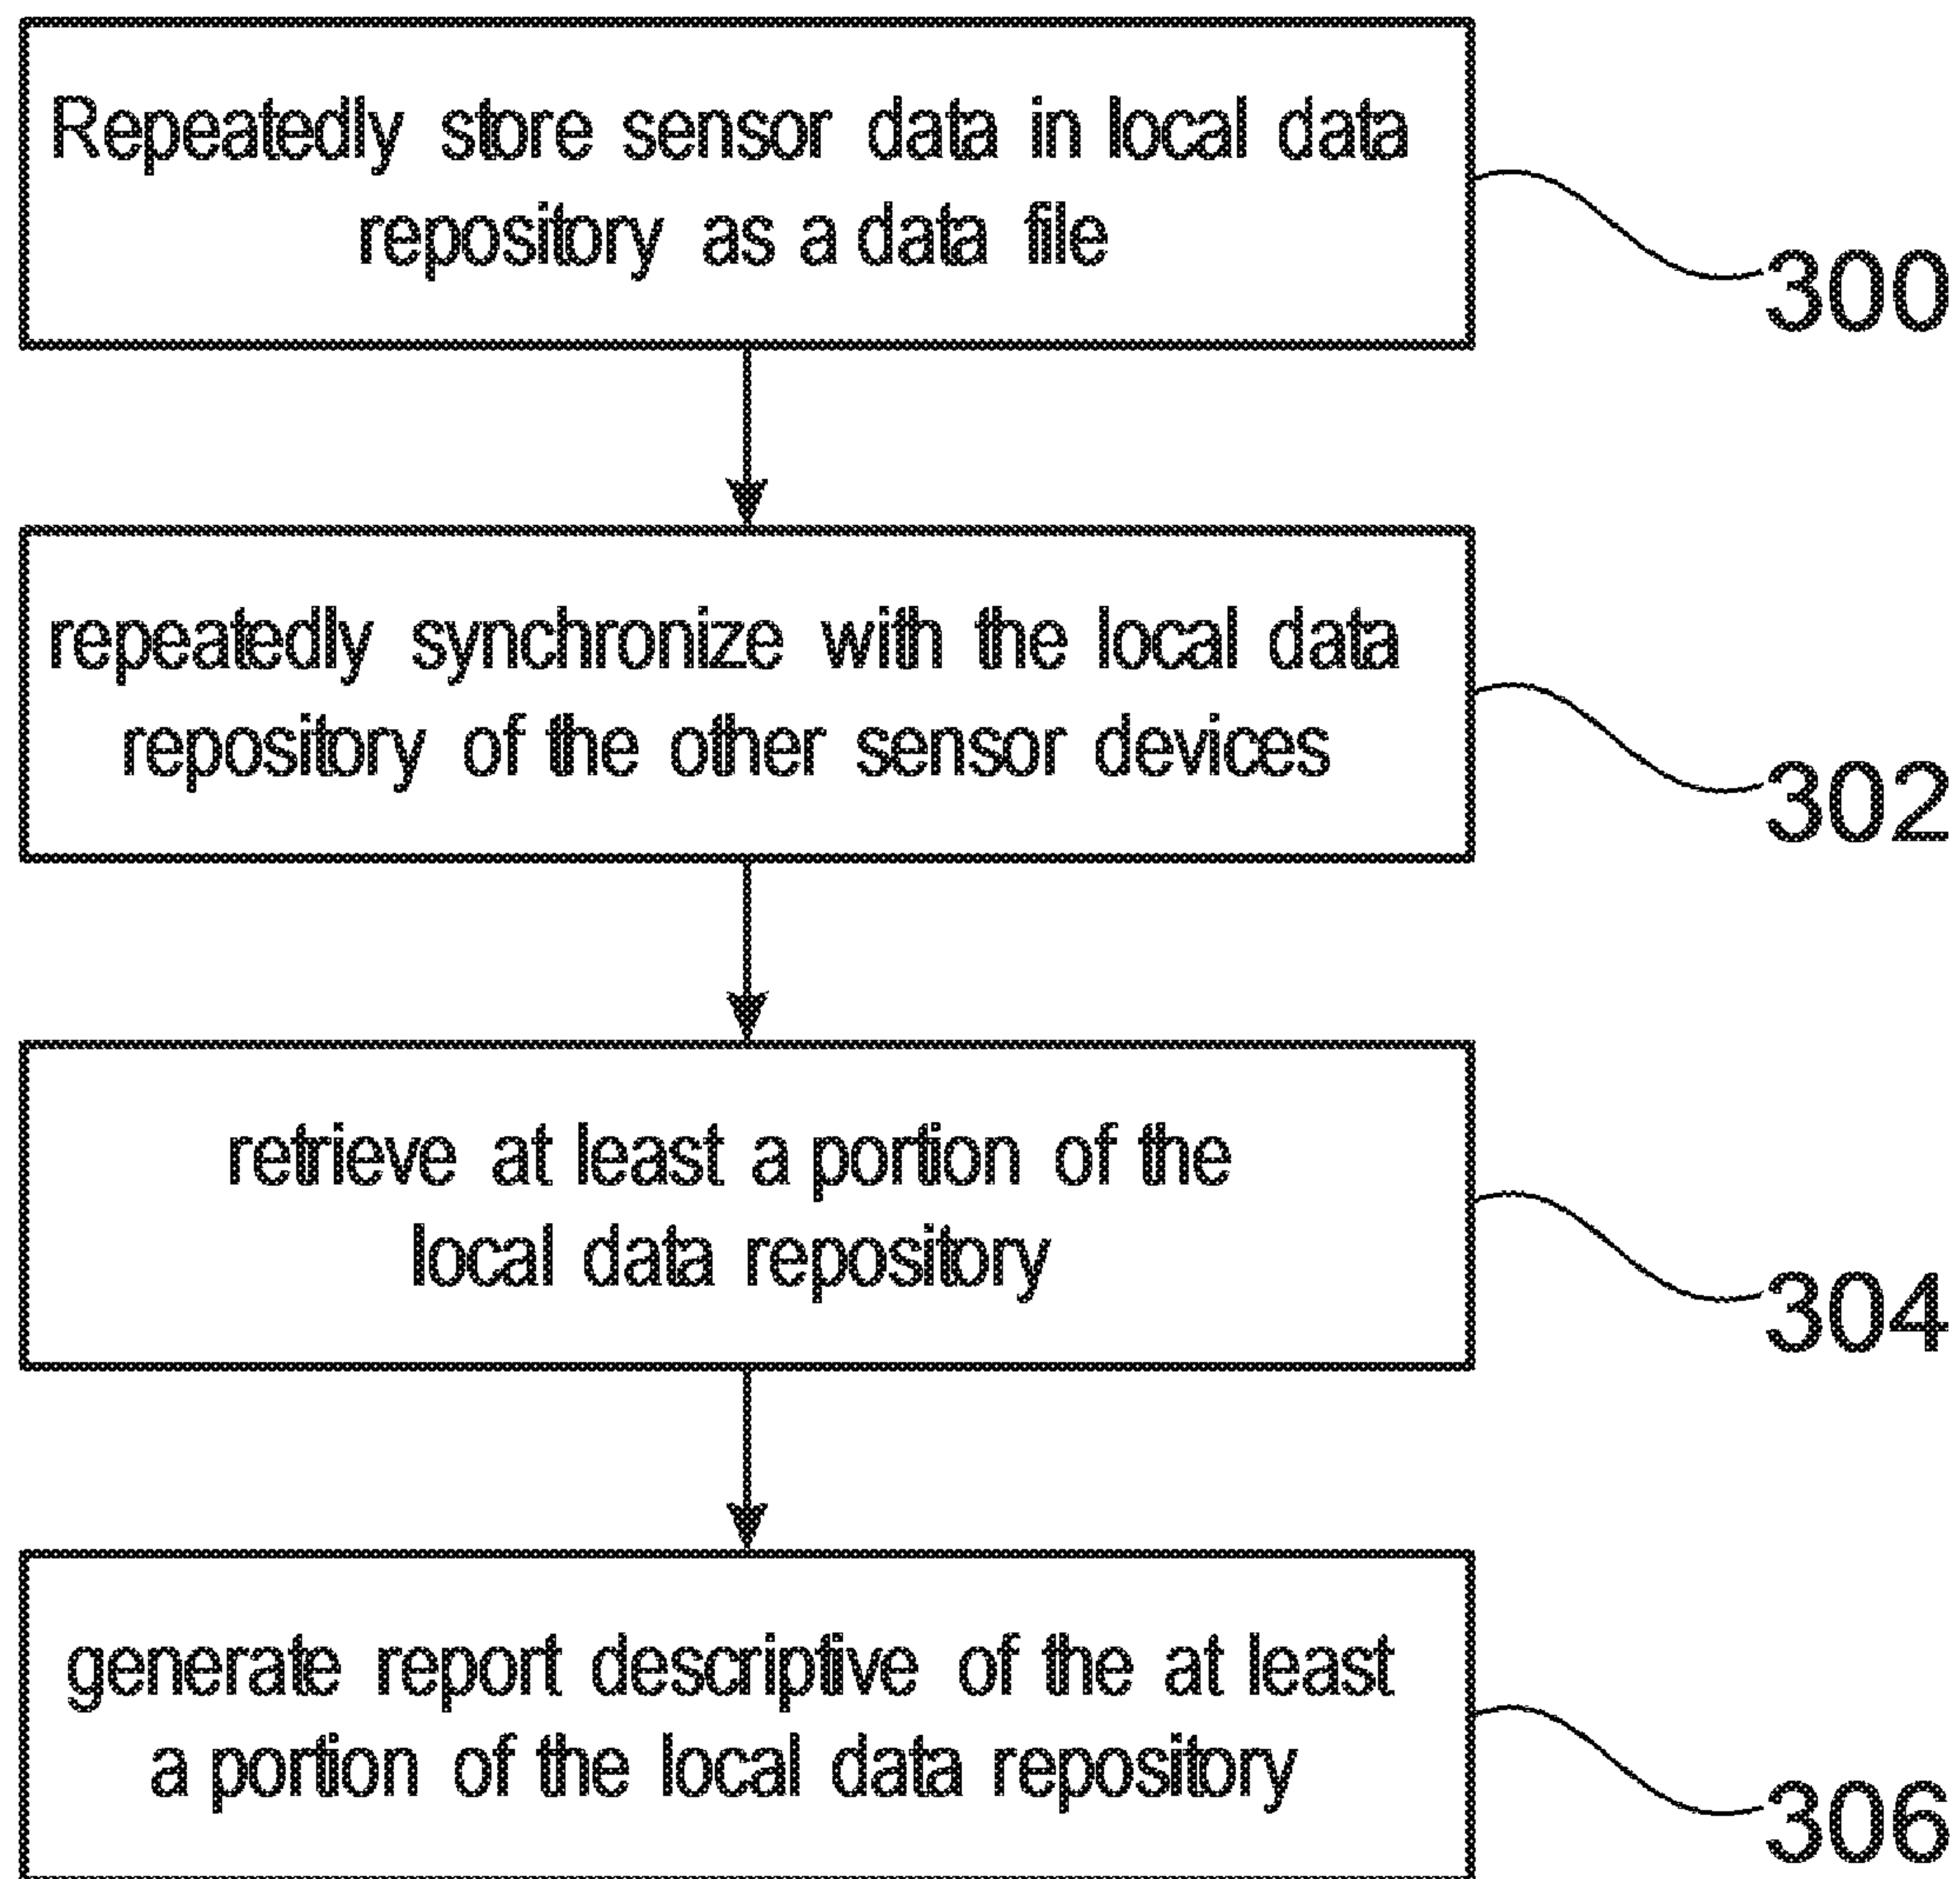 Repeatedly store sensor data in local data
repository as a data file
300
repeatedly synchronize with the local data
repository of the other sensor devices
302
retrieve at least a portion of the
local data repository
304
generate report descriptive of the at least
a portion of the local data repository
306